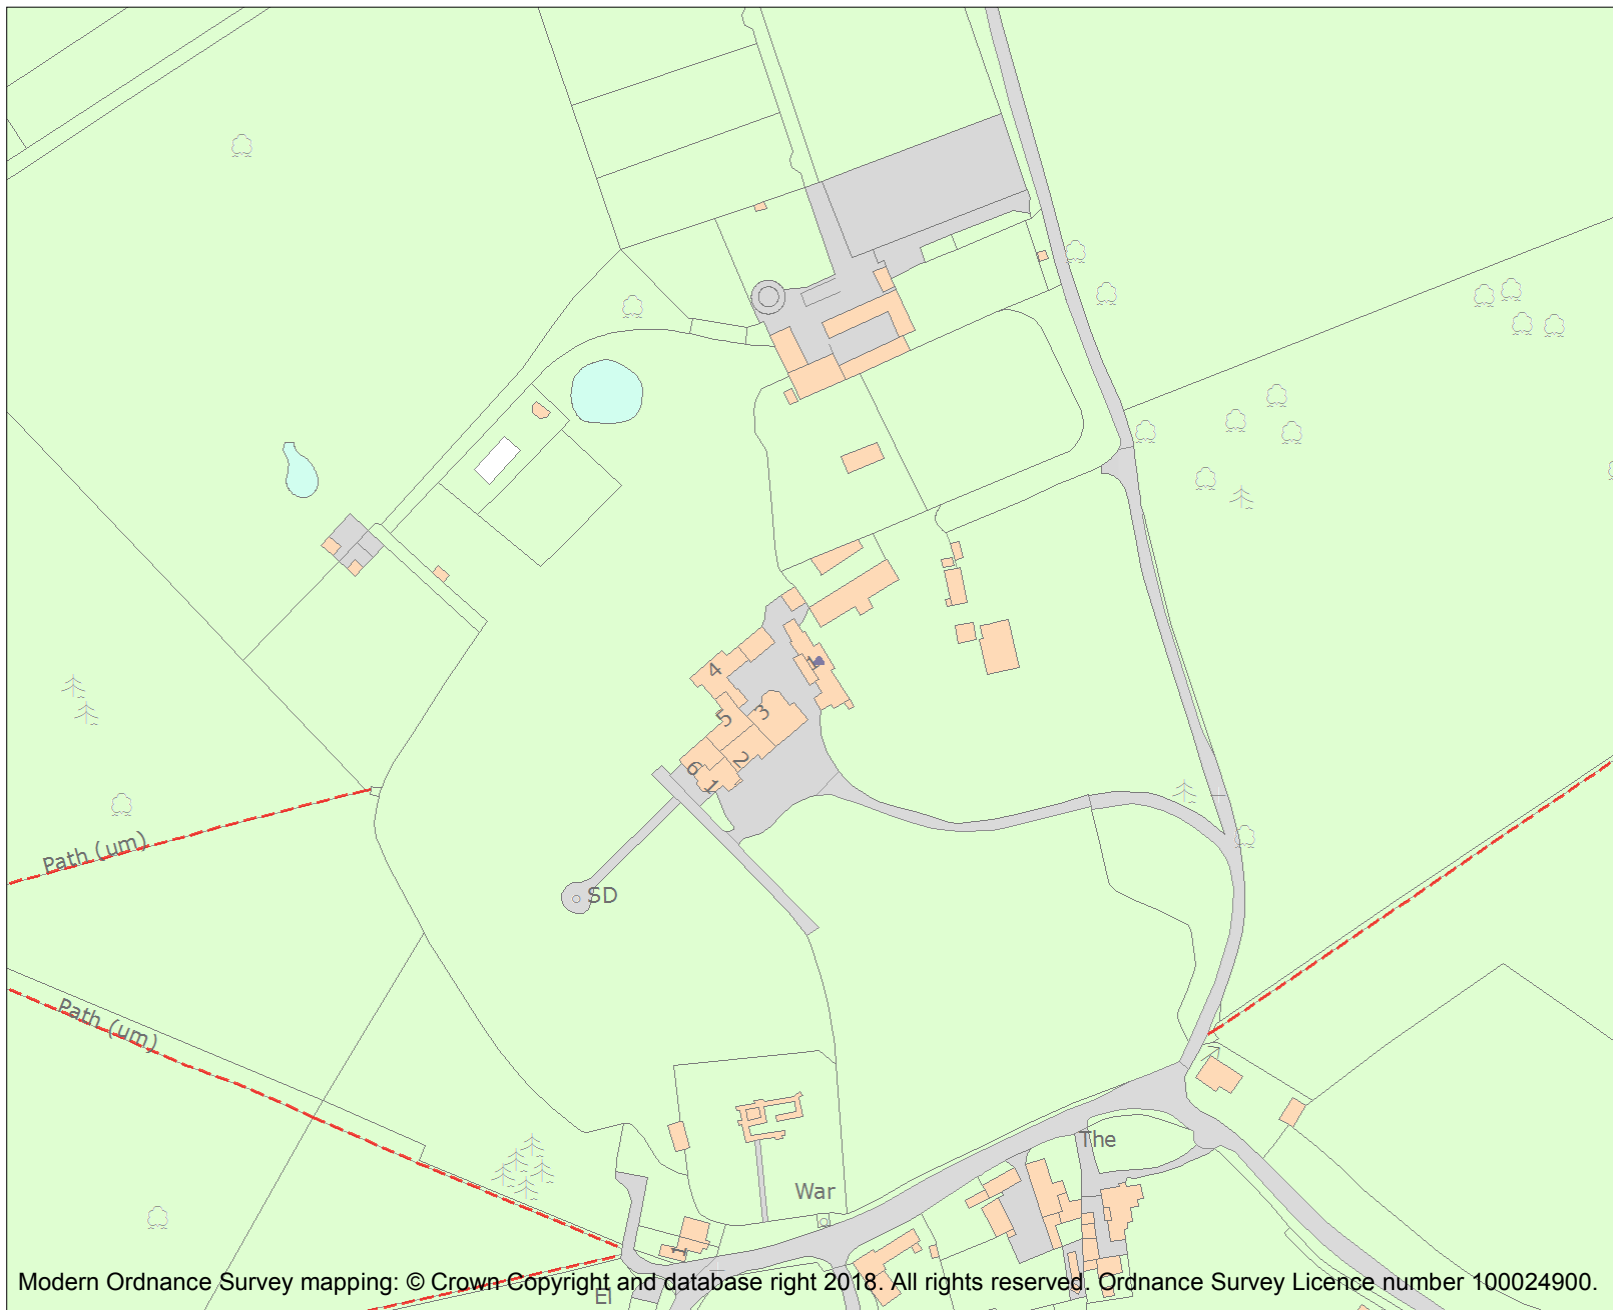 1
4
5
3
2
6
1
Path (um)
SD
Path (um)
The
War
1
Modern Ordnance Survey mapping: © Crown Copyright and database right 2018. All rights reserved. Ordnance Survey Licence number 100024900.
El